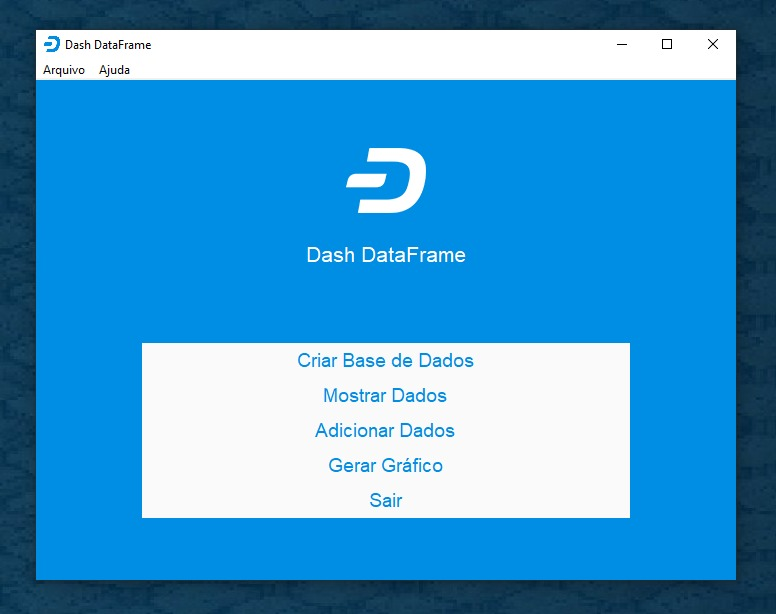 Dash DataFrame
Arquivo Ajuda
Dash DataFrame
Criar Base de Dados
Mostrar Dados
Adicionar Dados
Gerar Gráfico
Sair